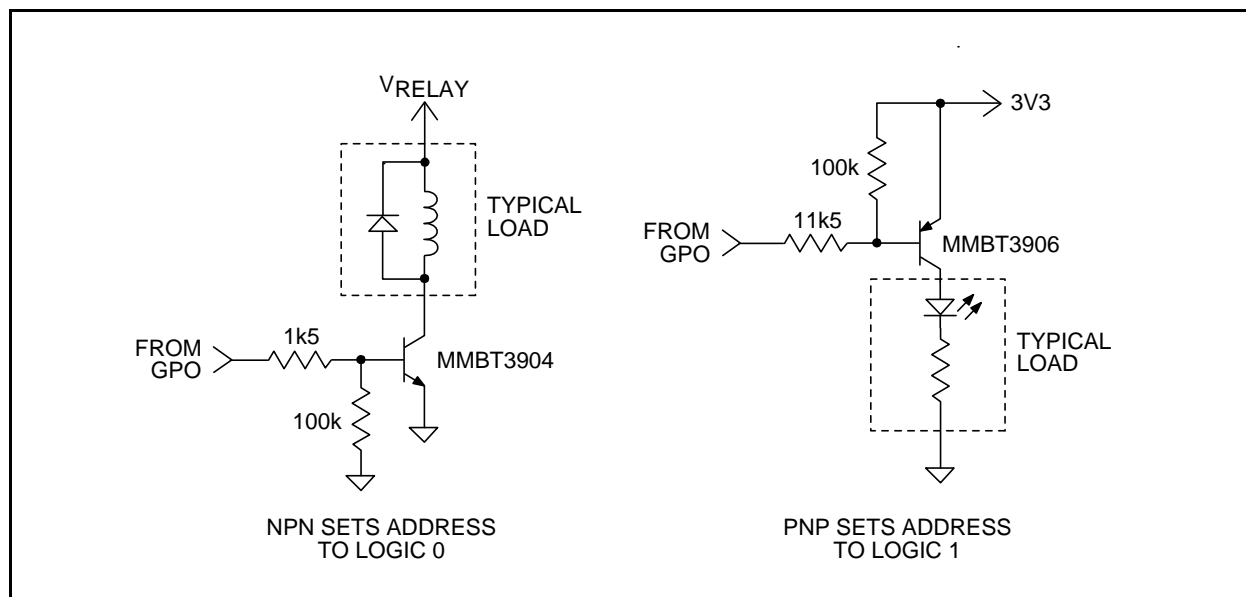 VRELAY
TYPICAL
LOAD
FROM
GPO
1k5
MMBT3904
100k
NPN SETS ADDRESS
TO LOGIC 0
3V3
100k
FROM
GPO
11k5
MMBT3906
TYPICAL
LOAD
PNP SETS ADDRESS
TO LOGIC 1